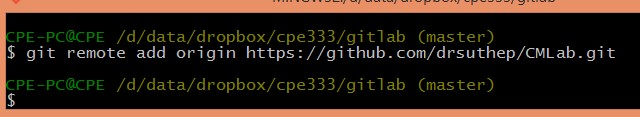 CPE-PC@CPE /d/data/dropbox/cpe333/gitlab (master)
$ git remote add origin https://github.com/drsuthep/CMLab.git
CPE-PC@CPE /d/data/dropbox/cpe333/gitlab (master)
$